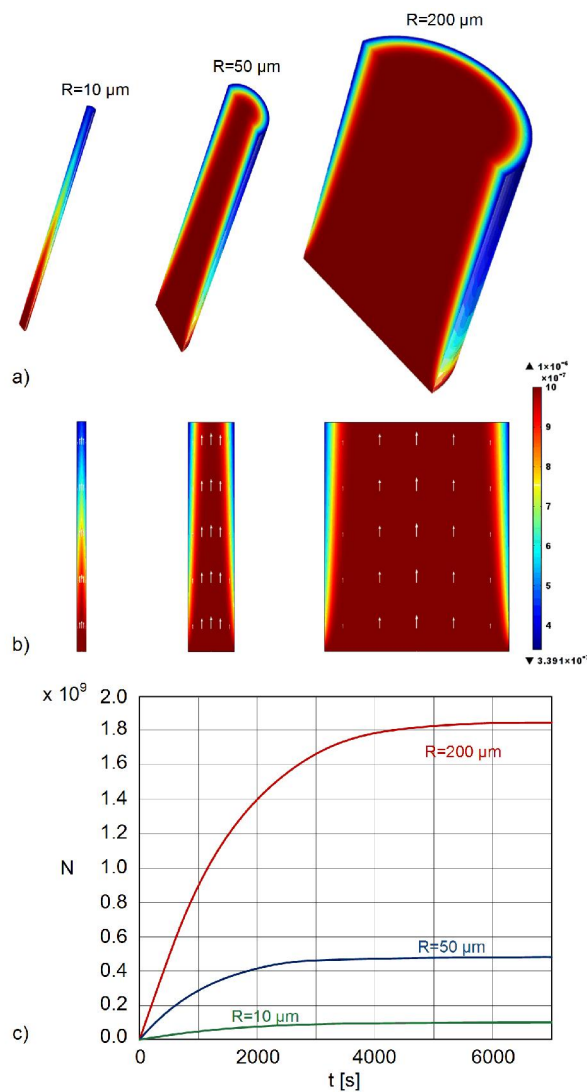 R=200 µm
R=50 µm
R=10 µm
a)
▲ 1×10⁻⁶
×10⁻⁷
10
9
8
7
6
5
4
▼ 3.391×10⁻⁷
b)
x 10⁹
2.0
1.8
1.6
1.4
1.2
1.0
0.8
0.6
0.4
0.2
0.0
N
R=200 µm
R=50 µm
R=10 µm
c)
0 2000 4000 6000
t [s]